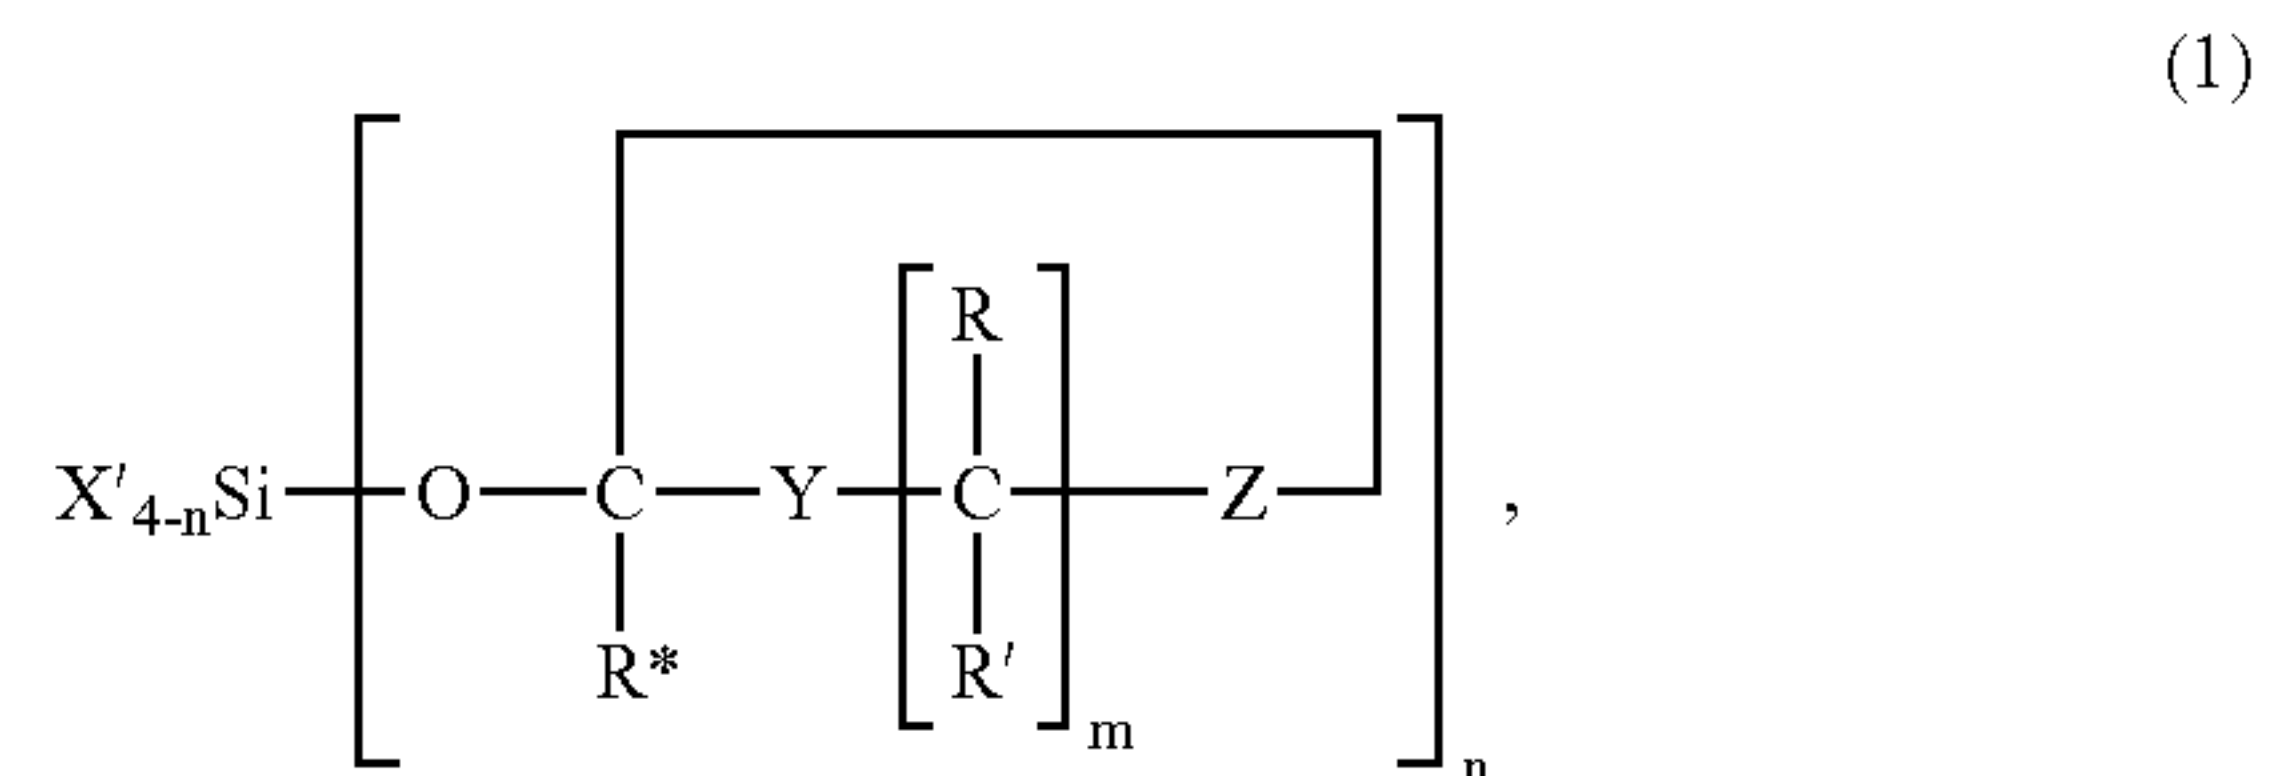 (1)
R
X'4-nSi—O—C—Y—C—Z ,
R* R'
m
n